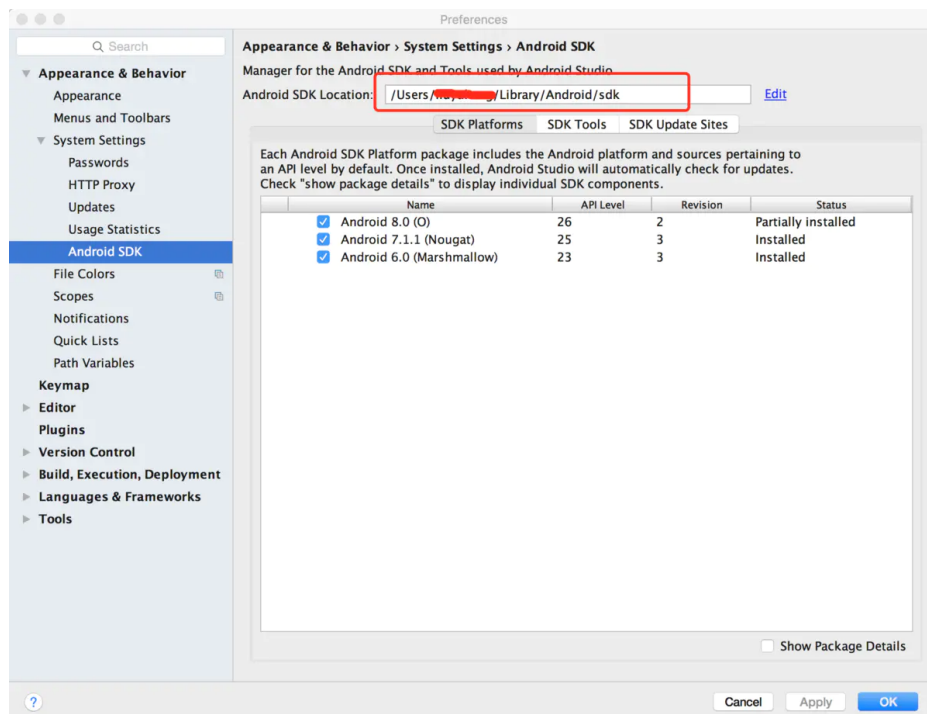 Preferences
Search
Appearance & Behavior
Appearance
Menus and Toolbars
System Settings
Passwords
HTTP Proxy
Updates
Usage Statistics
Android SDK
File Colors
Scopes
Notifications
Quick Lists
Path Variables
Keymap
Editor
Plugins
Version Control
Build, Execution, Deployment
Languages & Frameworks
Tools
Appearance & Behavior › System Settings › Android SDK
Manager for the Android SDK and Tools used by Android Studio
Android SDK Location: /Users/ /Library/Android/sdk Edit
SDK Platforms SDK Tools SDK Update Sites
Each Android SDK Platform package includes the Android platform and sources pertaining to
an API level by default. Once installed, Android Studio will automatically check for updates.
Check "show package details" to display individual SDK components.
Name API Level Revision Status
Android 8.0 (O) 26 2 Partially installed
Android 7.1.1 (Nougat) 25 3 Installed
Android 6.0 (Marshmallow) 23 3 Installed
Show Package Details
? Cancel Apply OK